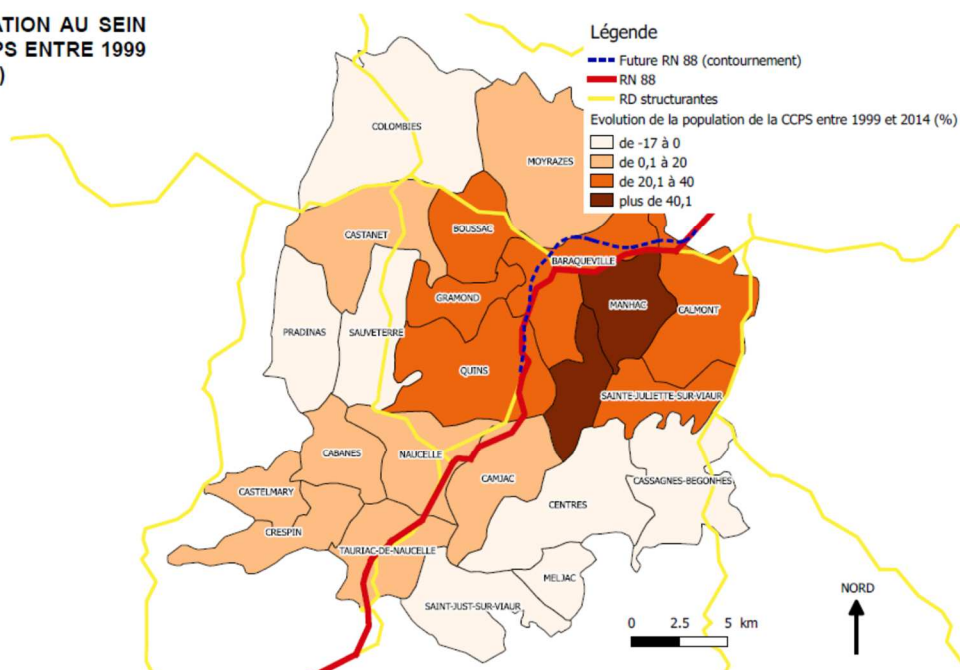 ATION AU SEIN
PS ENTRE 1999
)
Légende
Future RN 88 (contournement)
RN 88
RD structurantes
Evolution de la population de la CCPS entre 1999 et 2014 (%)
de -17 à 0
de 0,1 à 20
de 20,1 à 40
plus de 40,1
COLOMBIES
MOYRAZES
CASTANET
BOUSSAC
BARAQUEVILLE
GRAMOND
MANHAC
CALMONT
PRADINAS
SAUVETERRE
QUINS
SAINTE-JULIETTE-SUR-VIAUR
CABANES
NAUCELLE
CAMJAC
CASSAGNES-BEGONHES
CASTELMARY
CENTRES
CRESPIN
TAURIAC-DE-NAUCELLE
MELJAC
SAINT-JUST-SUR-VIAUR
NORD
0 2.5 5 km